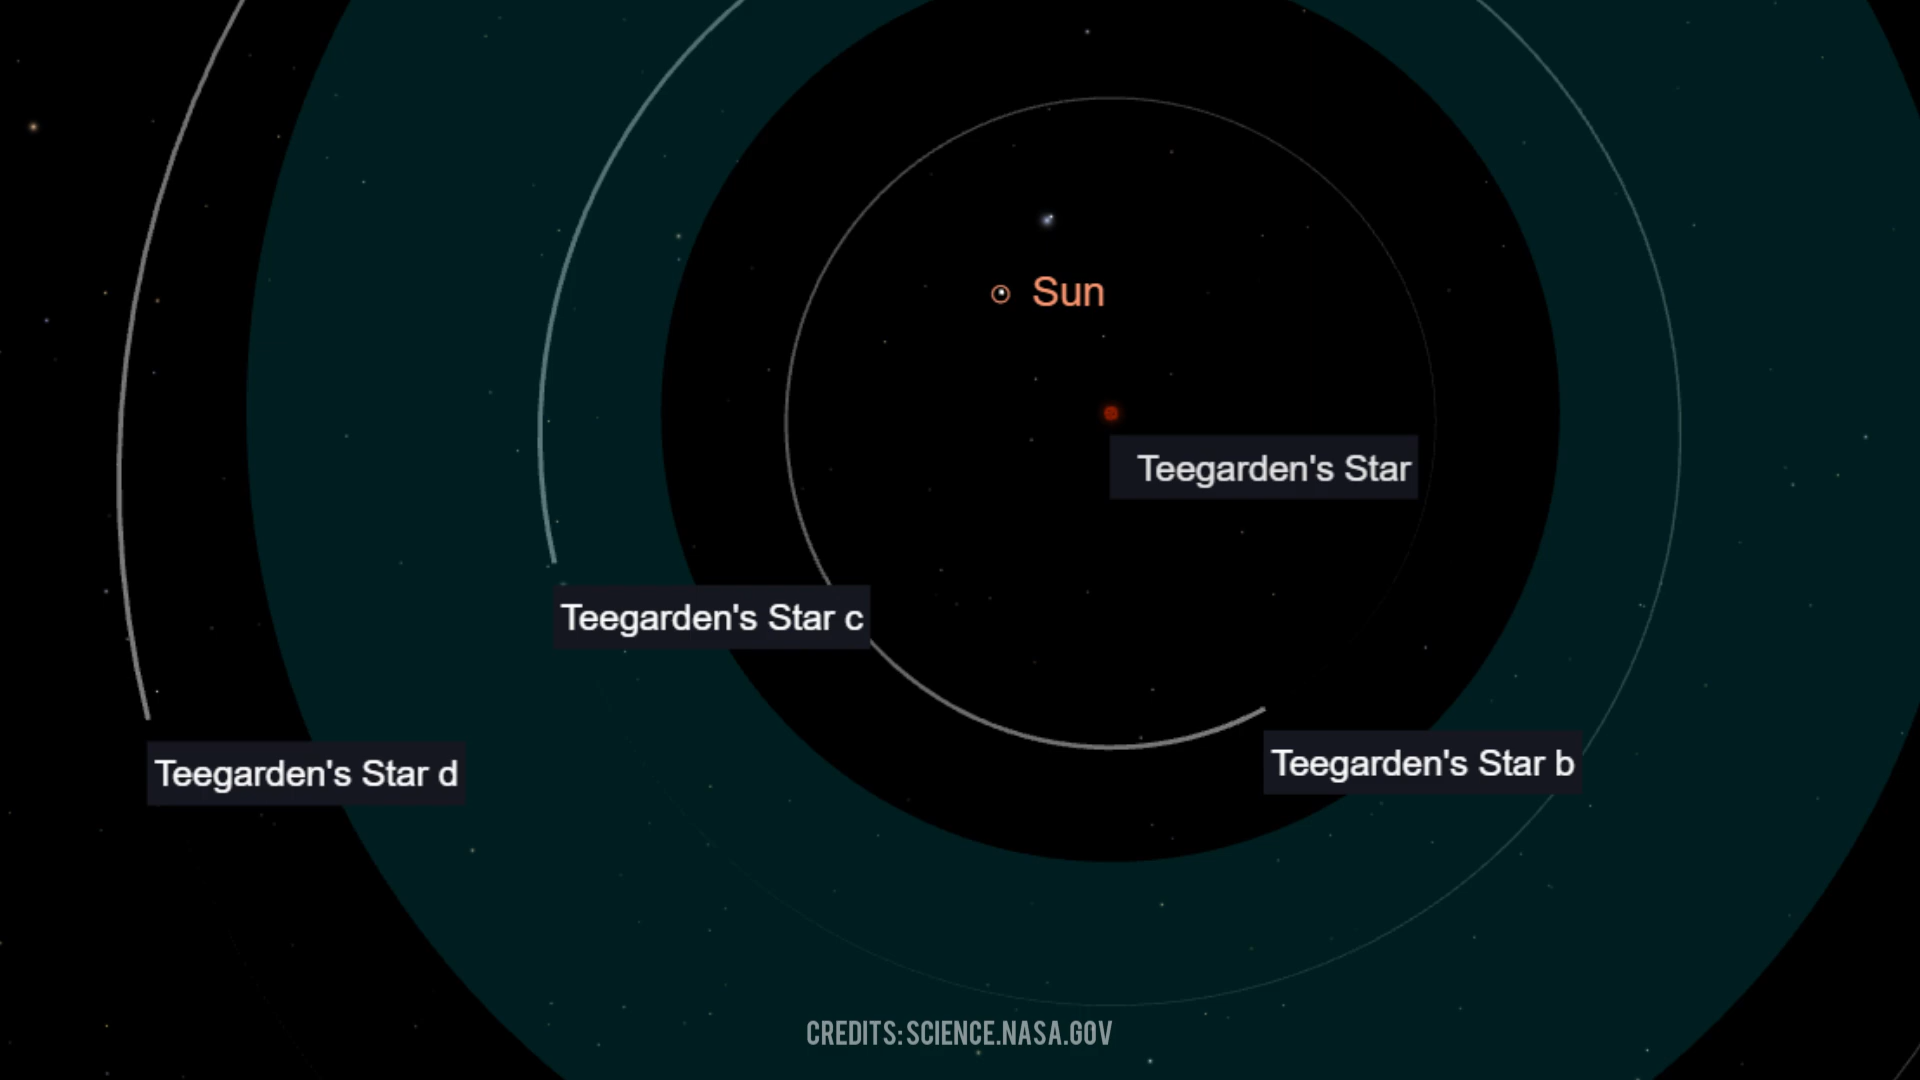 Sun
Teegarden's Star
Teegarden's Star c
Teegarden's Star b
Teegarden's Star d
CREDITS: SCIENCE.NASA.GOV